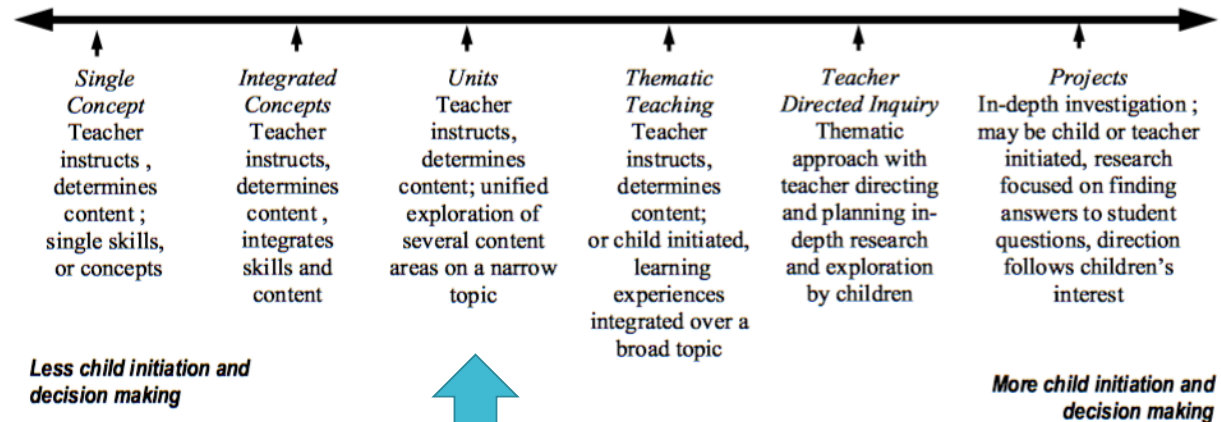 Single
Concept
Teacher
instructs ,
determines
content ;
single skills,
or concepts
Integrated
Concepts
Teacher
instructs,
determines
content ,
integrates
skills and
content
Units
Teacher
instructs,
determines
content; unified
exploration of
several content
areas on a narrow
topic
Thematic
Teaching
Teacher
instructs,
determines
content;
or child initiated,
learning
experiences
integrated over a
broad topic
Teacher
Directed Inquiry
Thematic
approach with
teacher directing
and planning in-
depth research
and exploration
by children
Projects
In-depth investigation ;
may be child or teacher
initiated, research
focused on finding
answers to student
questions, direction
follows children's
interest
Less child initiation and
decision making
More child initiation and
decision making